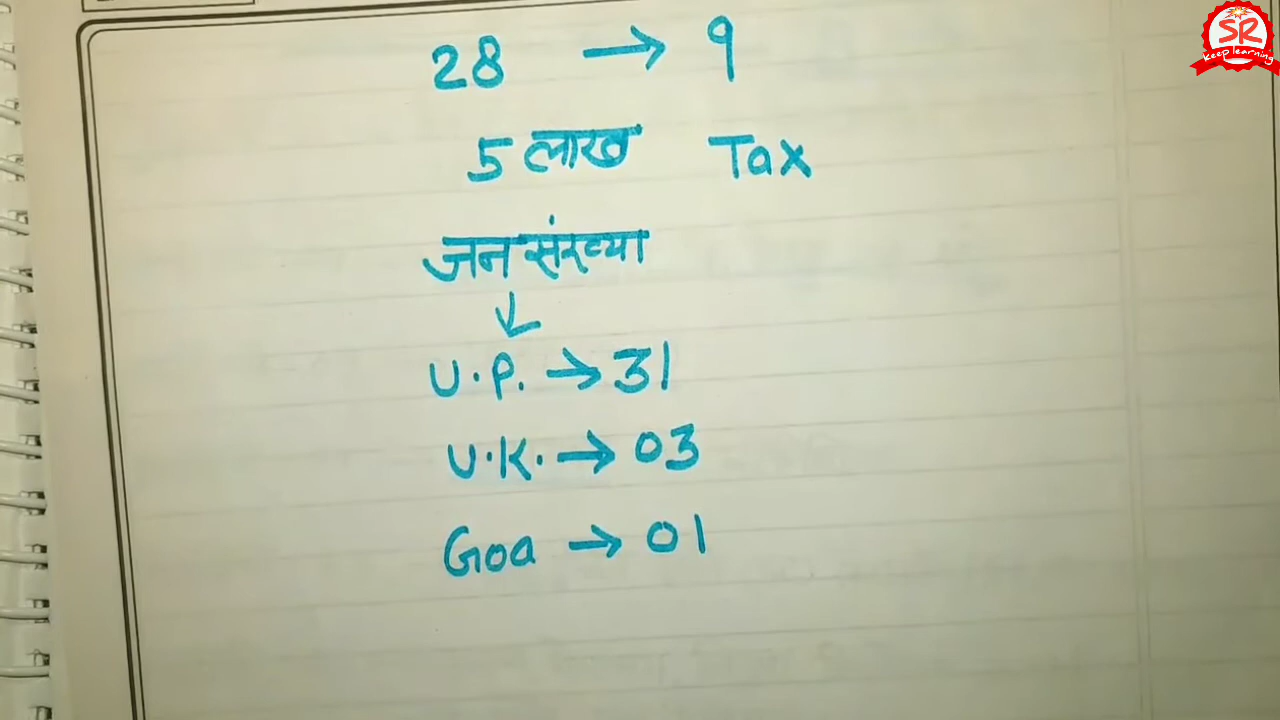 28 → 9
5 लाख Tax
जनसंख्या
↓
U.P. → 31
U.K. → 03
Goa → 01
SR
Keep learning